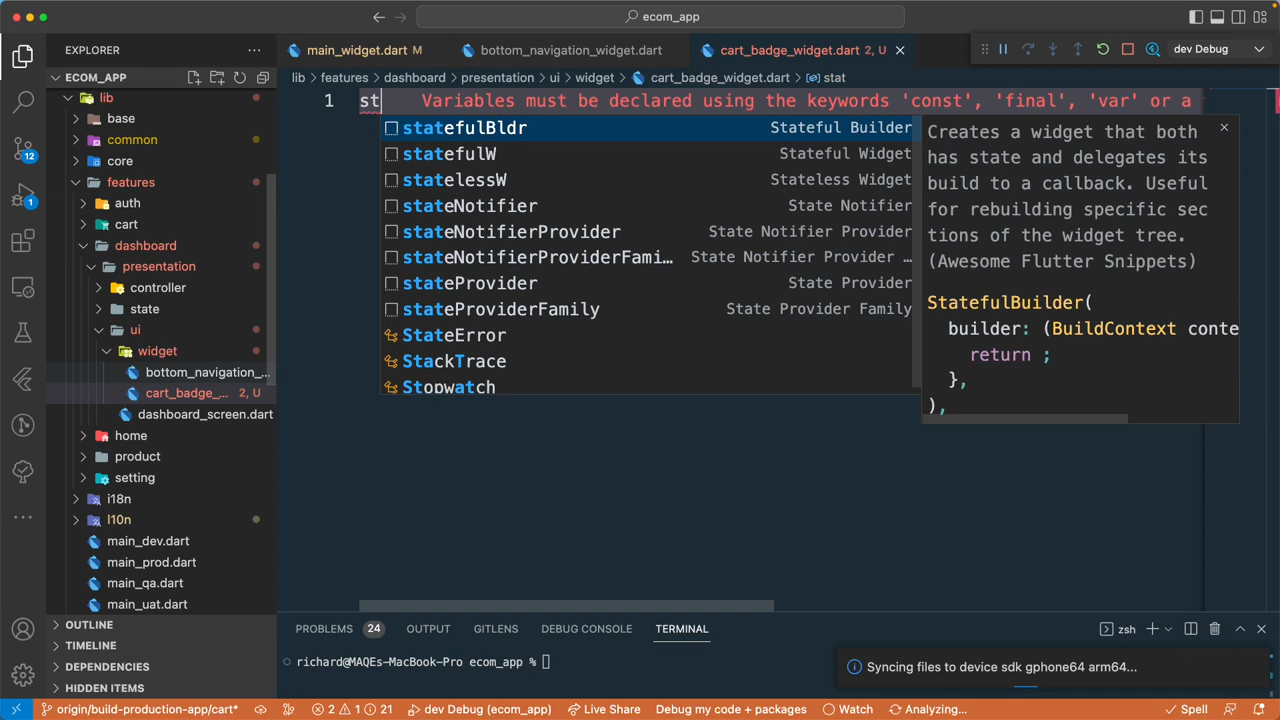 ecom_app
EXPLORER
main_widget.dart M
bottom_navigation_widget.dart
cart_badge_widget.dart 2, U
dev Debug
ECOM_APP
lib > features > dashboard > presentation > ui > widget > cart_badge_widget.dart > stat
lib
base
common
core
features
auth
cart
dashboard
presentation
controller
state
ui
widget
bottom_navigation_...
cart_badge_... 2, U
dashboard_screen.dart
home
product
setting
i18n
l10n
main_dev.dart
main_prod.dart
main_qa.dart
main_uat.dart
OUTLINE
TIMELINE
DEPENDENCIES
HIDDEN ITEMS
12
1
1 st Variables must be declared using the keywords 'const', 'final', 'var' or a
statefulBldr Stateful Builder
statefulW Stateful Widget
statelessW Stateless Widget
stateNotifier State Notifier
stateNotifierProvider State Notifier Provider
stateNotifierProviderFami... State Notifier Provider …
stateProvider State Provider
stateProviderFamily State Provider Family
StateError
StackTrace
Stopwatch
Creates a widget that both
has state and delegates its
build to a callback. Useful
for rebuilding specific sec
tions of the widget tree.
(Awesome Flutter Snippets)
StatefulBuilder(
builder: (BuildContext conte
return ;
},
),
PROBLEMS 24 OUTPUT GITLENS DEBUG CONSOLE TERMINAL
zsh
richard@MAQEs-MacBook-Pro ecom_app %
Syncing files to device sdk gphone64 arm64...
origin/build-production-app/cart* 2 1 21 dev Debug (ecom_app) Live Share Debug my code + packages Watch Analyzing... Spell